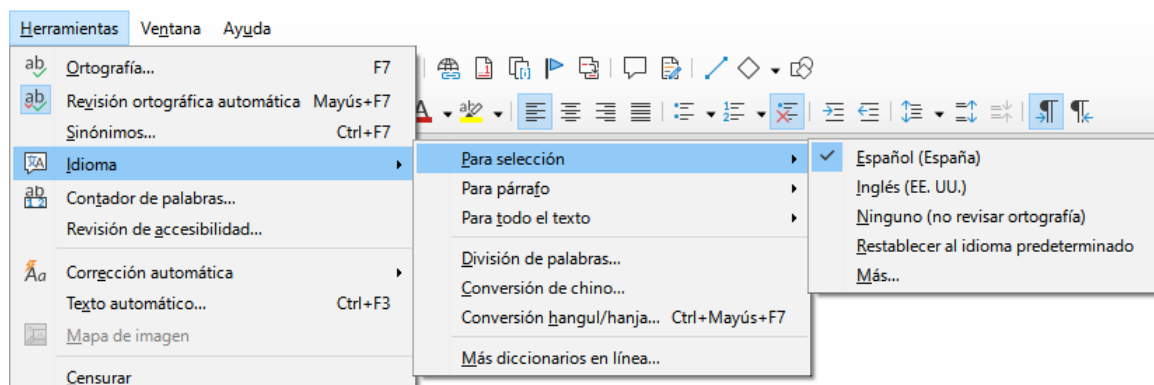 Herramientas Ventana Ayuda
Ortografía... F7
Revisión ortográfica automática Mayús+F7
Sinónimos... Ctrl+F7
Idioma
Contador de palabras...
Revisión de accesibilidad...
Corrección automática
Texto automático... Ctrl+F3
Mapa de imagen
Censurar
Para selección
Para párrafo
Para todo el texto
División de palabras...
Conversión de chino...
Conversión hangul/hanja... Ctrl+Mayús+F7
Más diccionarios en línea...
Español (España)
Inglés (EE. UU.)
Ninguno (no revisar ortografía)
Restablecer al idioma predeterminado
Más...